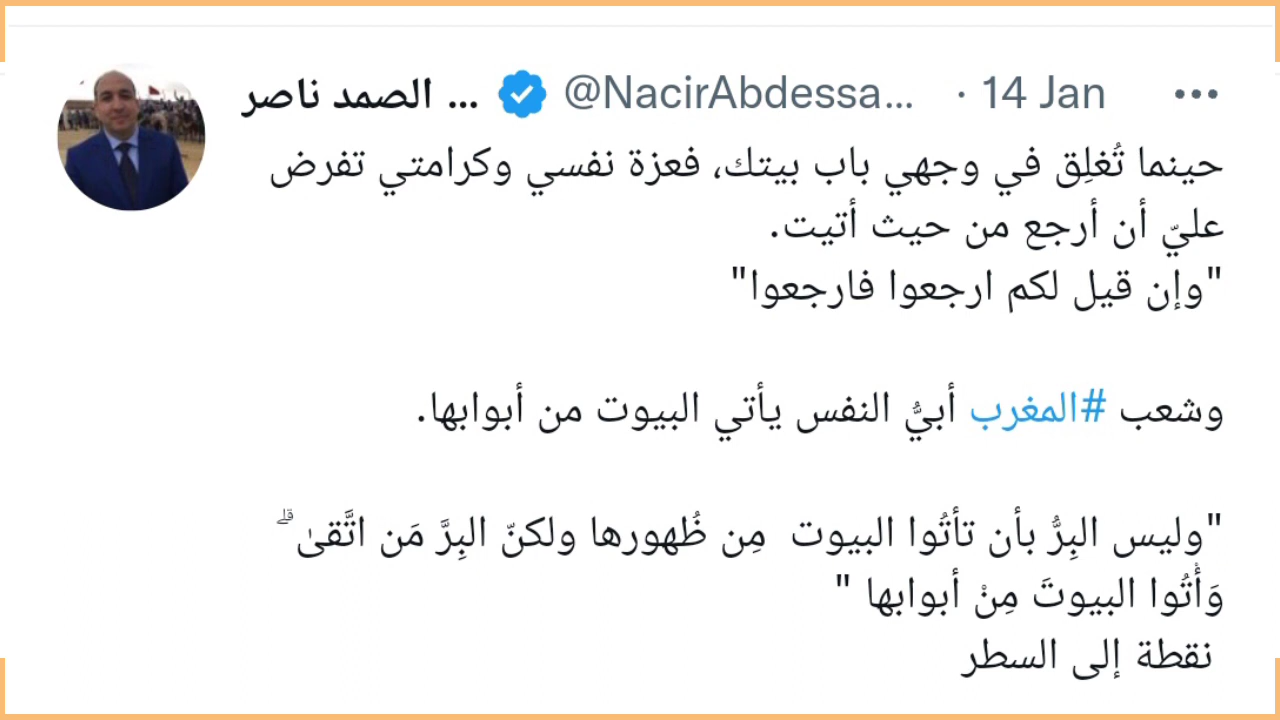 ... الصمد ناصر @NacirAbdessa... · 14 Jan ...
حينما تُغلِق في وجهي باب بيتك، فعزة نفسي وكرامتي تفرض
عليّ أن أرجع من حيث أتيت.
"وإن قيل لكم ارجعوا فارجعوا"
وشعب #المغرب أبيُّ النفس يأتي البيوت من أبوابها.
"وليس البِرُّ بأن تأتُوا البيوت مِن ظُهورها ولكنّ البِرَّ مَن اتَّقىٰ ۗ
وَأْتُوا البيوتَ مِنْ أبوابها "
نقطة إلى السطر